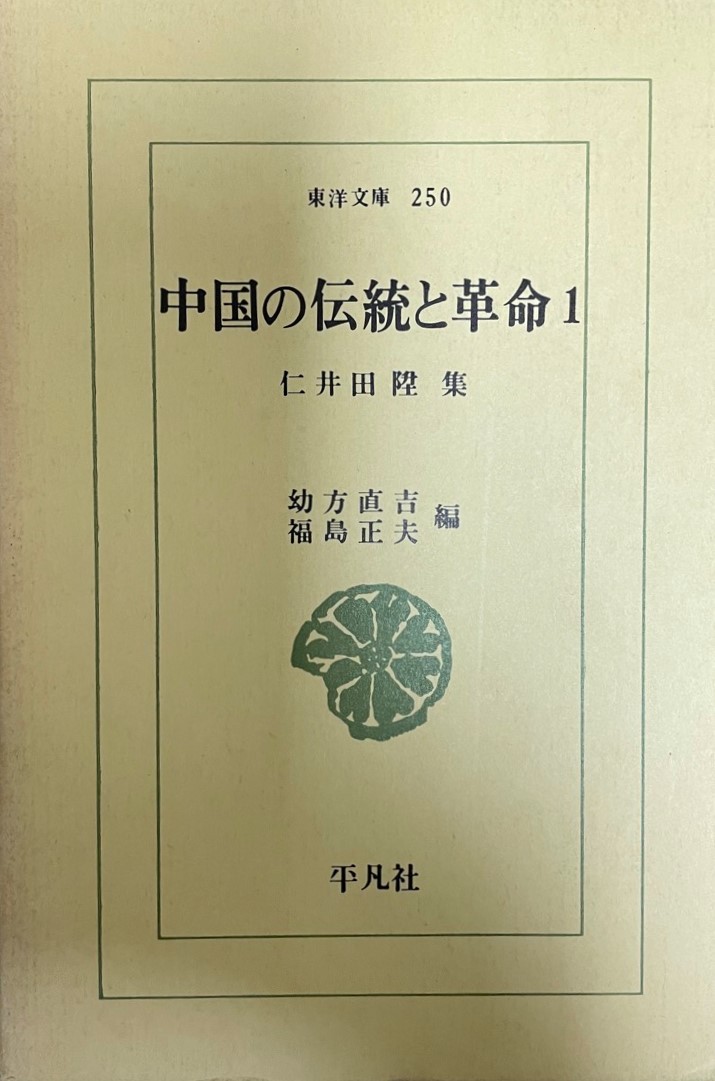 東洋文庫 250
中国の伝統と革命1
仁井田陞 集
幼方直吉
福島正夫
編
平凡社